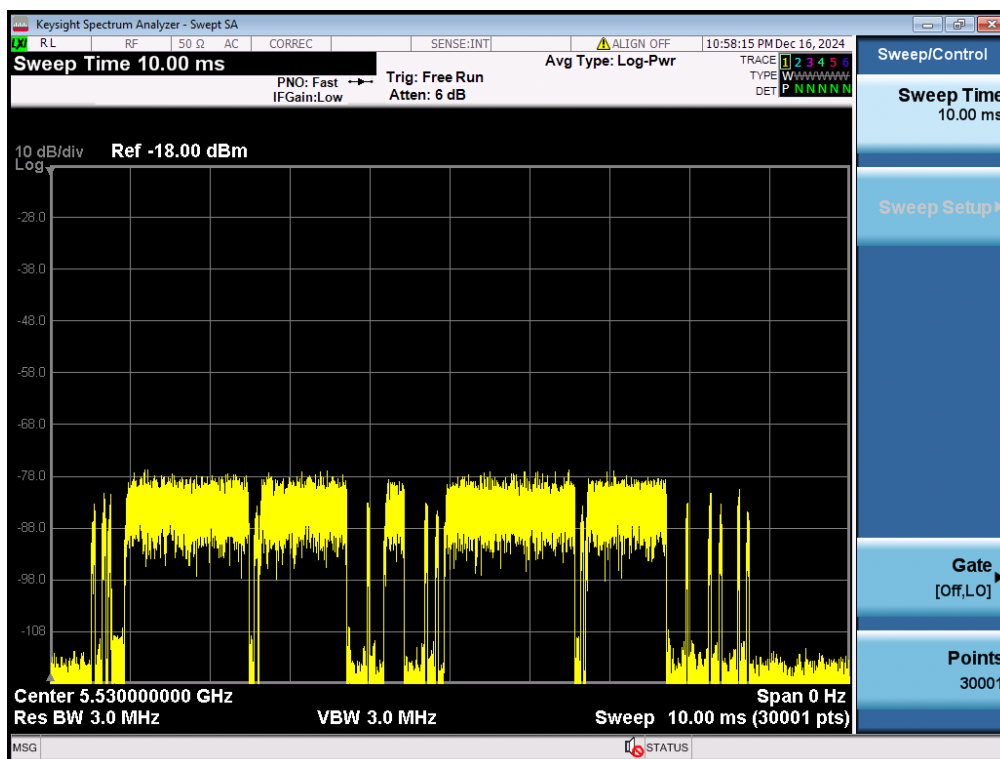 Keysight Spectrum Analyzer - Swept SA
LXI RL RF 50 Ω AC CORREC SENSE:INT ALIGN OFF 10:58:15 PM Dec 16, 2024
Sweep Time 10.00 ms
PNO: Fast
IFGain:Low
Trig: Free Run
Atten: 6 dB
Avg Type: Log-Pwr
TRACE 1 2 3 4 5 6
TYPE W
DET P N N N N N
10 dB/div Ref -18.00 dBm
Log
-28.0
-38.0
-48.0
-58.0
-68.0
-78.0
-88.0
-98.0
-108
Center 5.530000000 GHz Span 0 Hz
Res BW 3.0 MHz VBW 3.0 MHz Sweep 10.00 ms (30001 pts)
MSG STATUS
Sweep/Control
Sweep Time
10.00 ms
Sweep Setup
Gate
[Off,LO]
Points
30001